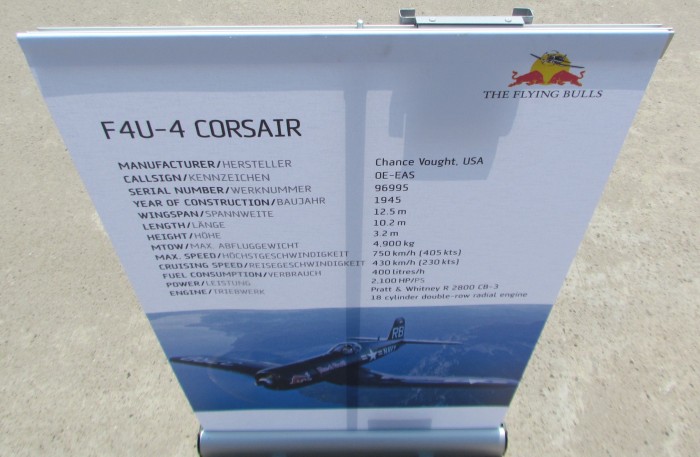 THE FLYING BULLS
F4U-4 CORSAIR
MANUFACTURER/HERSTELLER Chance Vought, USA
CALLSIGN/KENNZEICHEN OE-EAS
SERIAL NUMBER/WERKNUMMER 96995
YEAR OF CONSTRUCTION/BAUJAHR 1945
WINGSPAN/SPANNWEITE 12.5 m
LENGTH/LÄNGE 10.2 m
HEIGHT/HÖHE 3.2 m
MTOW/MAX. ABFLUGGEWICHT 4,900 kg
MAX. SPEED/HÖCHSTGESCHWINDIGKEIT 750 km/h (405 kts)
CRUISING SPEED/REISEGESCHWINDIGKEIT 430 km/h (230 kts)
FUEL CONSUMPTION/VERBRAUCH 400 litres/h
POWER/LEISTUNG 2,100 HP/PS
ENGINE/TRIEBWERK Pratt & Whitney R 2800 CB-3
18 cylinder double-row radial engine
RB
NAVY